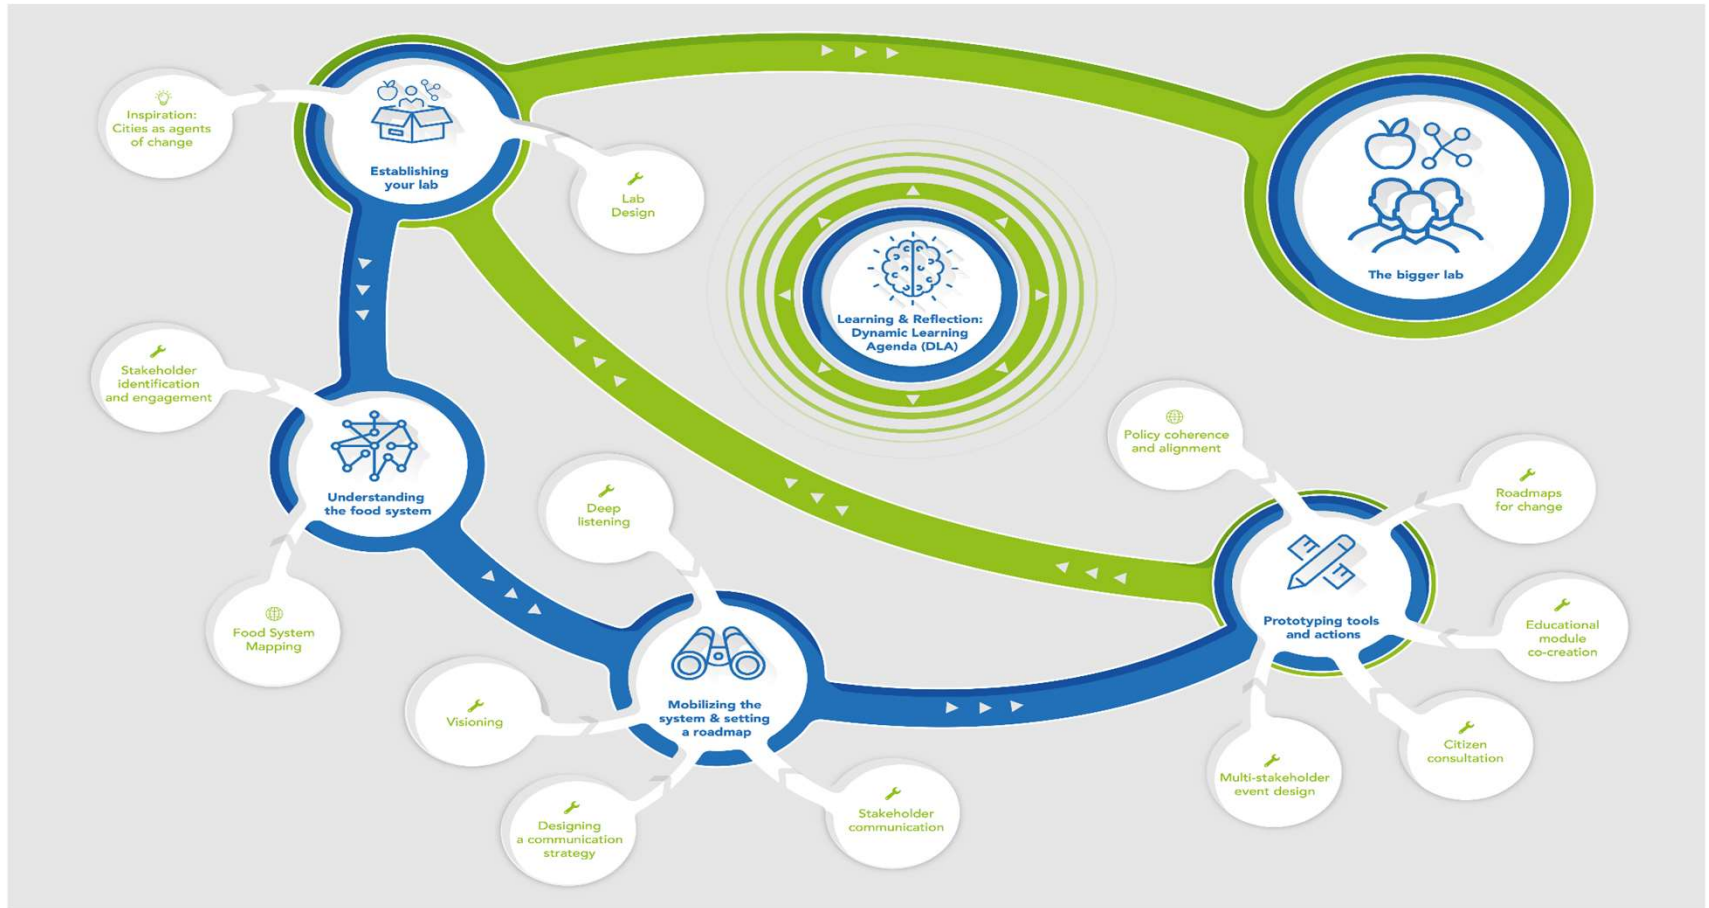 Inspiration:
Cities as agents
of change
Establishing
your lab
Lab
Design
The bigger lab
Learning & Reflection:
Dynamic Learning
Agenda (DLA)
Stakeholder
identification
and engagement
Understanding
the food system
Food System
Mapping
Deep
listening
Visioning
Mobilizing the
system & setting
a roadmap
Designing
a communication
strategy
Stakeholder
communication
Policy coherence
and alignment
Roadmaps
for change
Prototyping tools
and actions
Educational
module
co-creation
Citizen
consultation
Multi-stakeholder
event design